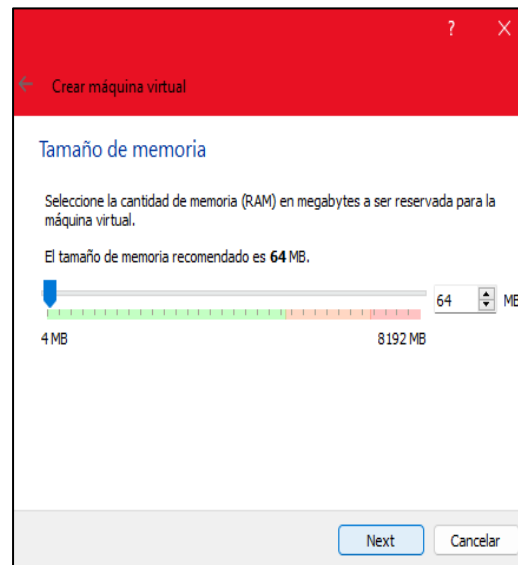 ?
Crear máquina virtual
Tamaño de memoria
Seleccione la cantidad de memoria (RAM) en megabytes a ser reservada para la
máquina virtual.
El tamaño de memoria recomendado es 64 MB.
64 MB
4 MB 8192 MB
Next Cancelar